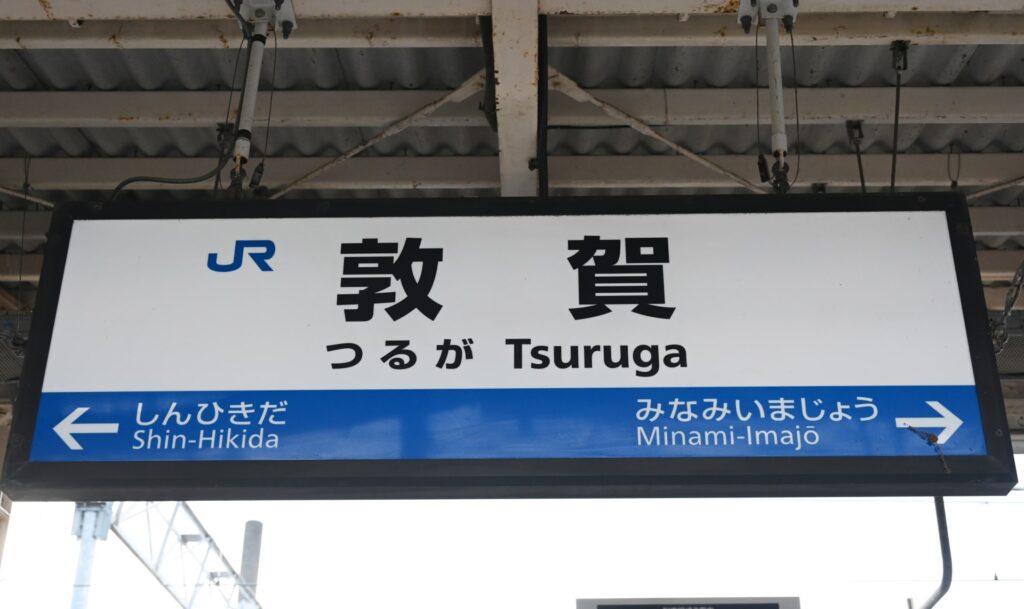 JR 敦賀
つるが Tsuruga
← しんひきだ
Shin-Hikida
みなみいまじょう →
Minami-Imajō